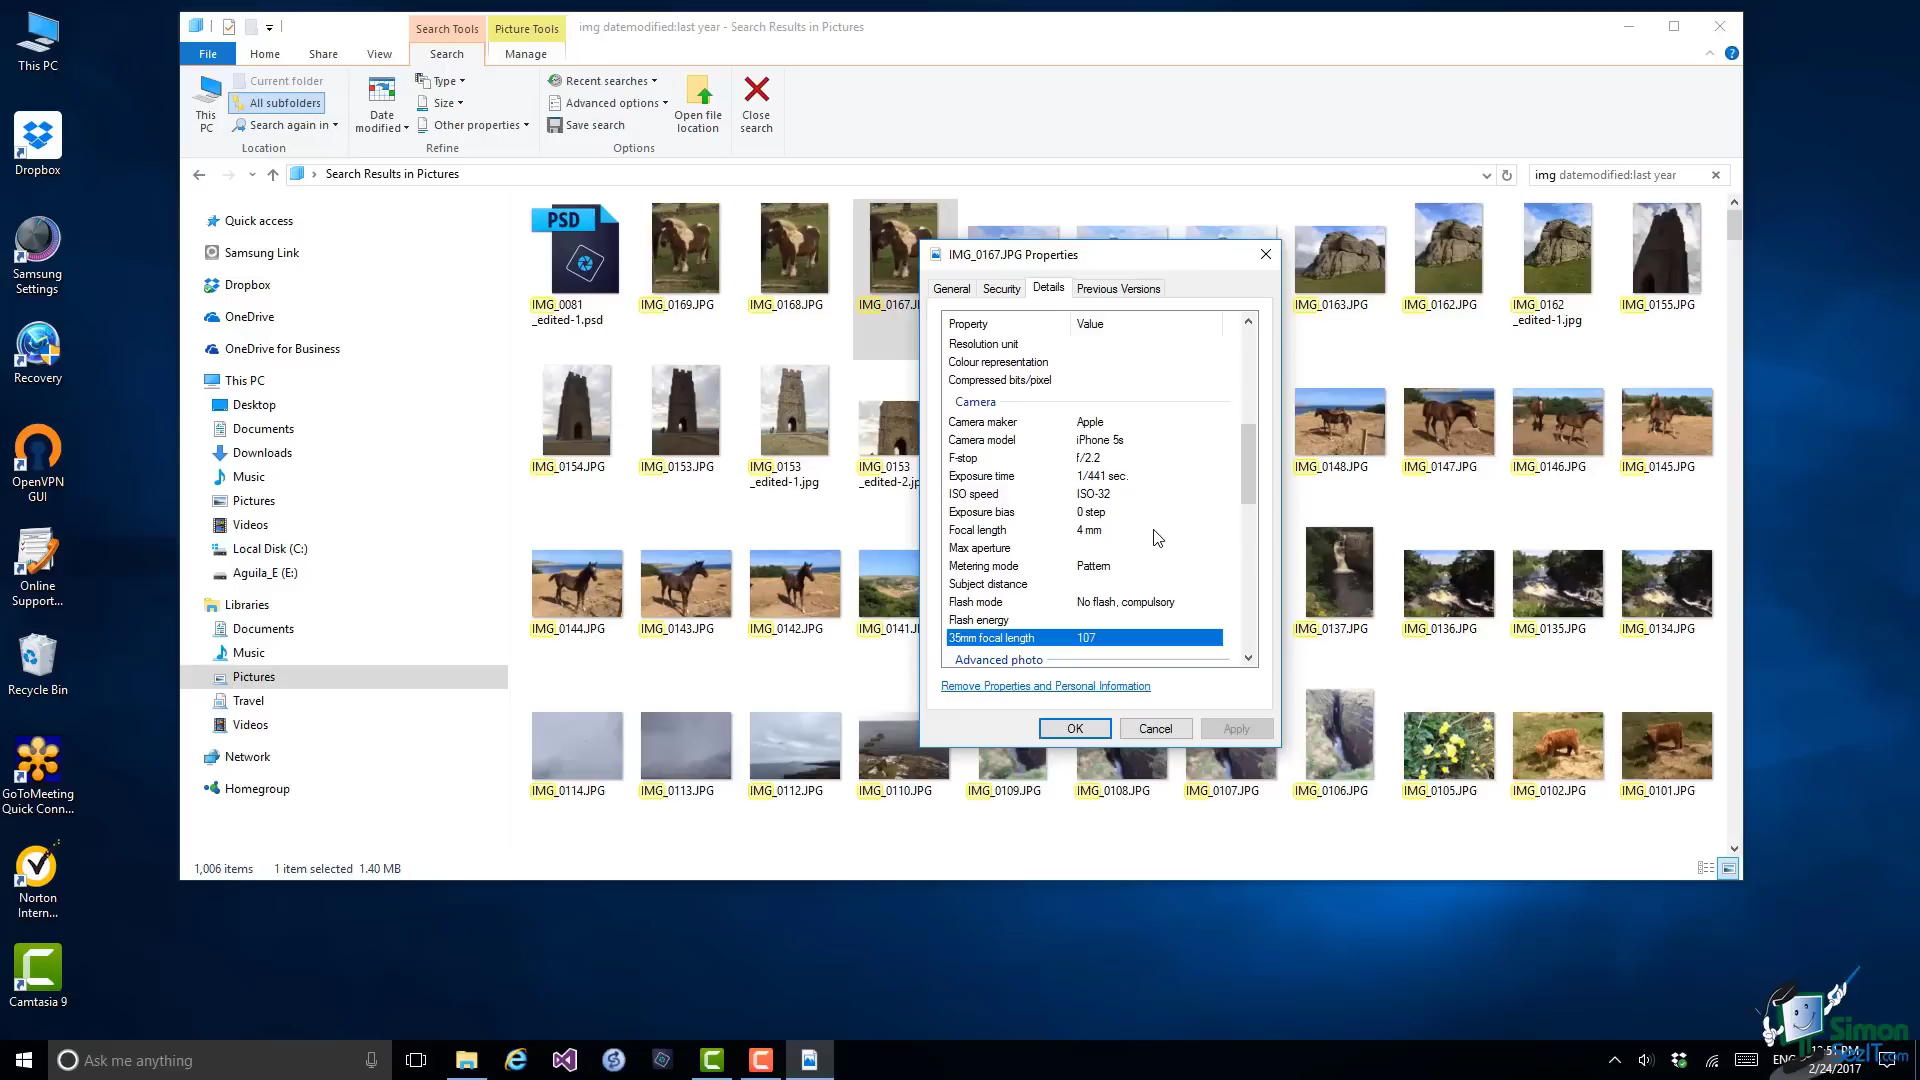 This PC
Dropbox
Samsung
Settings
Recovery
OpenVPN
GUI
Online
Support...
Recycle Bin
GoToMeeting
Quick Conn...
Norton
Intern...
Camtasia 9
Search Tools
Picture Tools
img datemodified:last year - Search Results in Pictures
File
Home
Share
View
Search
Manage
This
PC
Current folder
All subfolders
Search again in
Location
Date
modified
Type
Size
Other properties
Refine
Recent searches
Advanced options
Save search
Options
Open file
location
Close
search
Search Results in Pictures
img datemodified:last year
Quick access
Samsung Link
Dropbox
OneDrive
OneDrive for Business
This PC
Desktop
Documents
Downloads
Music
Pictures
Videos
Local Disk (C:)
Aguila_E (E:)
Libraries
Documents
Music
Pictures
Travel
Videos
Network
Homegroup
PSD
IMG_0081
_edited-1.psd
IMG_0169.JPG
IMG_0168.JPG
IMG_0167.J
IMG_0163.JPG
IMG_0162.JPG
IMG_0162
_edited-1.jpg
IMG_0155.JPG
IMG_0154.JPG
IMG_0153.JPG
IMG_0153
_edited-1.jpg
IMG_0153
_edited-2.jp
IMG_0148.JPG
IMG_0147.JPG
IMG_0146.JPG
IMG_0145.JPG
IMG_0144.JPG
IMG_0143.JPG
IMG_0142.JPG
IMG_0141.J
IMG_0137.JPG
IMG_0136.JPG
IMG_0135.JPG
IMG_0134.JPG
IMG_0114.JPG
IMG_0113.JPG
IMG_0112.JPG
IMG_0110.JPG
IMG_0109.JPG
IMG_0108.JPG
IMG_0107.JPG
IMG_0106.JPG
IMG_0105.JPG
IMG_0102.JPG
IMG_0101.JPG
IMG_0167.JPG Properties
General
Security
Details
Previous Versions
Property Value
Resolution unit
Colour representation
Compressed bits/pixel
Camera
Camera maker Apple
Camera model iPhone 5s
F-stop f/2.2
Exposure time 1/441 sec.
ISO speed ISO-32
Exposure bias 0 step
Focal length 4 mm
Max aperture
Metering mode Pattern
Subject distance
Flash mode No flash, compulsory
Flash energy
35mm focal length 107
Advanced photo
Remove Properties and Personal Information
OK
Cancel
Apply
1,006 items 1 item selected 1.40 MB
Ask me anything
ENG
2/24/2017
Simon
SezIT.com